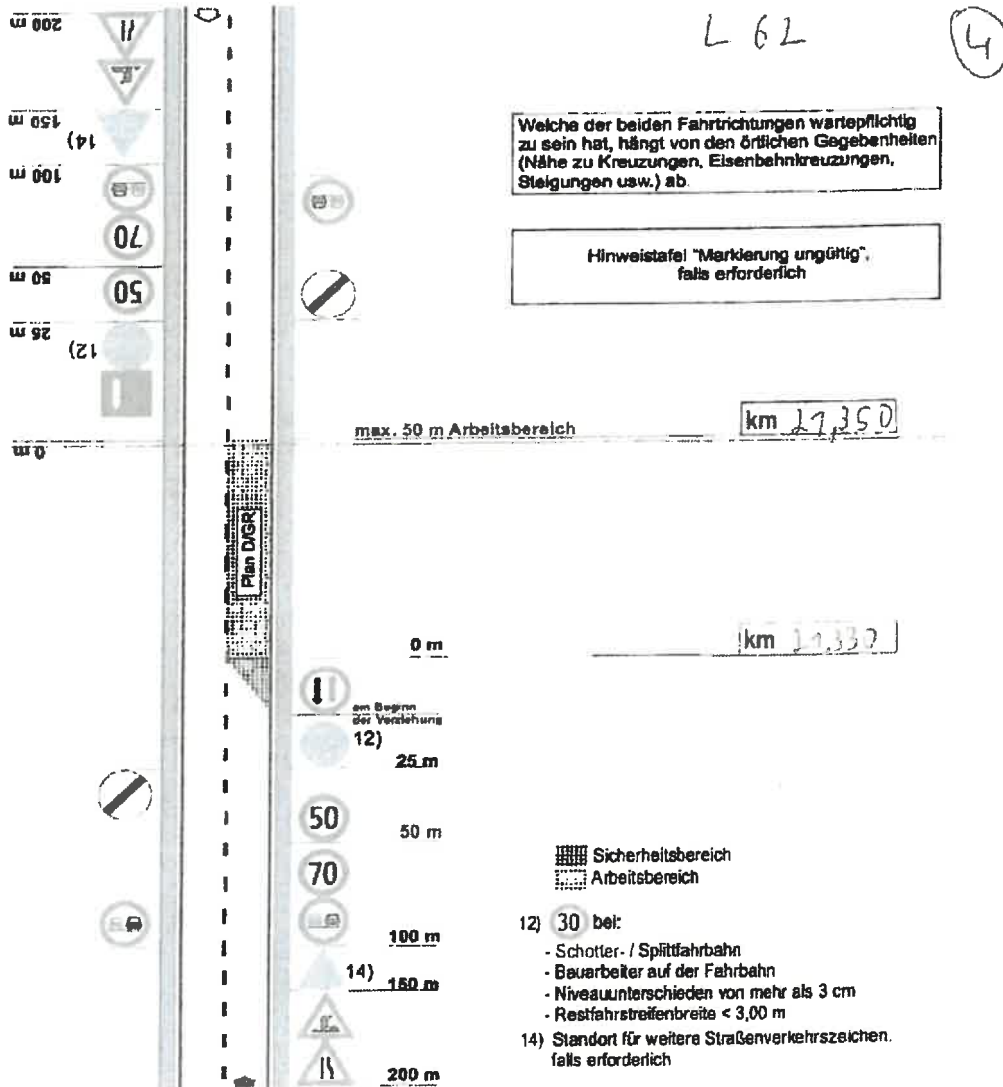 L 62
4
200 m
150 m
14)
100 m
70
50 m
50
25 m
12)
0 m
Welche der beiden Fahrtrichtungen wartepflichtig
zu sein hat, hängt von den örtlichen Gegebenheiten
(Nähe zu Kreuzungen, Eisenbahnkreuzungen,
Steigungen usw.) ab.
Hinweistafel "Markierung ungültig",
falls erforderlich
max. 50 m Arbeitsbereich
km 21,350
Plan D/GR
0 m
km 21,330
am Beginn
der Verziehung
12)
25 m
50
50 m
70
100 m
14)
150 m
200 m
Sicherheitsbereich
Arbeitsbereich
12) 30 bei:
- Schotter- / Splittfahrbahn
- Bauarbeiter auf der Fahrbahn
- Niveauunterschieden von mehr als 3 cm
- Restfahrstreifenbreite < 3,00 m
14) Standort für weitere Straßenverkehrszeichen,
falls erforderlich